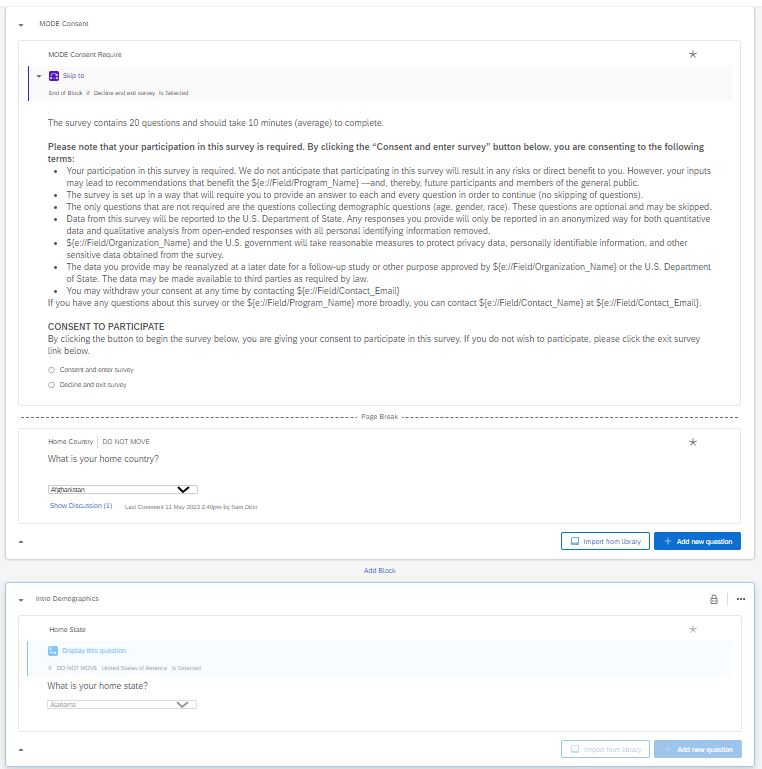 MODE Consent
MODE Consent Require
Skip to
End of Block if Decline and exit survey Is Selected
The survey contains 20 questions and should take 10 minutes (average) to complete.
Please note that your participation in this survey is required. By clicking the “Consent and enter survey” button below, you are consenting to the following
terms:
• Your participation in this survey is required. We do not anticipate that participating in this survey will result in any risks or direct benefit to you. However, your inputs
may lead to recommendations that benefit the ${e://Field/Program_Name} —and, thereby, future participants and members of the general public.
• The survey is set up in a way that will require you to provide an answer to each and every question in order to continue (no skipping of questions).
• The only questions that are not required are the questions collecting demographic questions (age, gender, race). These questions are optional and may be skipped.
• Data from this survey will be reported to the U.S. Department of State. Any responses you provide will only be reported in an anonymized way for both quantitative
data and qualitative analysis from open-ended responses with all personal identifying information removed.
• ${e://Field/Organization_Name} and the U.S. government will take reasonable measures to protect privacy data, personally identifiable information, and other
sensitive data obtained from the survey.
• The data you provide may be reanalyzed at a later date for a follow-up study or other purpose approved by ${e://Field/Organization_Name} or the U.S. Department
of State. The data may be made available to third parties as required by law.
• You may withdraw your consent at any time by contacting ${e://Field/Contact_Email}
If you have any questions about this survey or the ${e://Field/Program_Name} more broadly, you can contact ${e://Field/Contact_Name} at ${e://Field/Contact_Email}.
CONSENT TO PARTICIPATE
By clicking the button to begin the survey below, you are giving your consent to participate in this survey. If you do not wish to participate, please click the exit survey
link below.
Consent and enter survey
Decline and exit survey
Page Break
Home Country | DO NOT MOVE
What is your home country?
Afghanistan
Show Discussion (1) Last Comment 11 May 2023 2:40pm by Sam Dillo
Import from library + Add new question
Add Block
Intro Demographics
Home State
Display this question
If DO NOT MOVE United States of America Is Selected
What is your home state?
Alabama
Import from library + Add new question